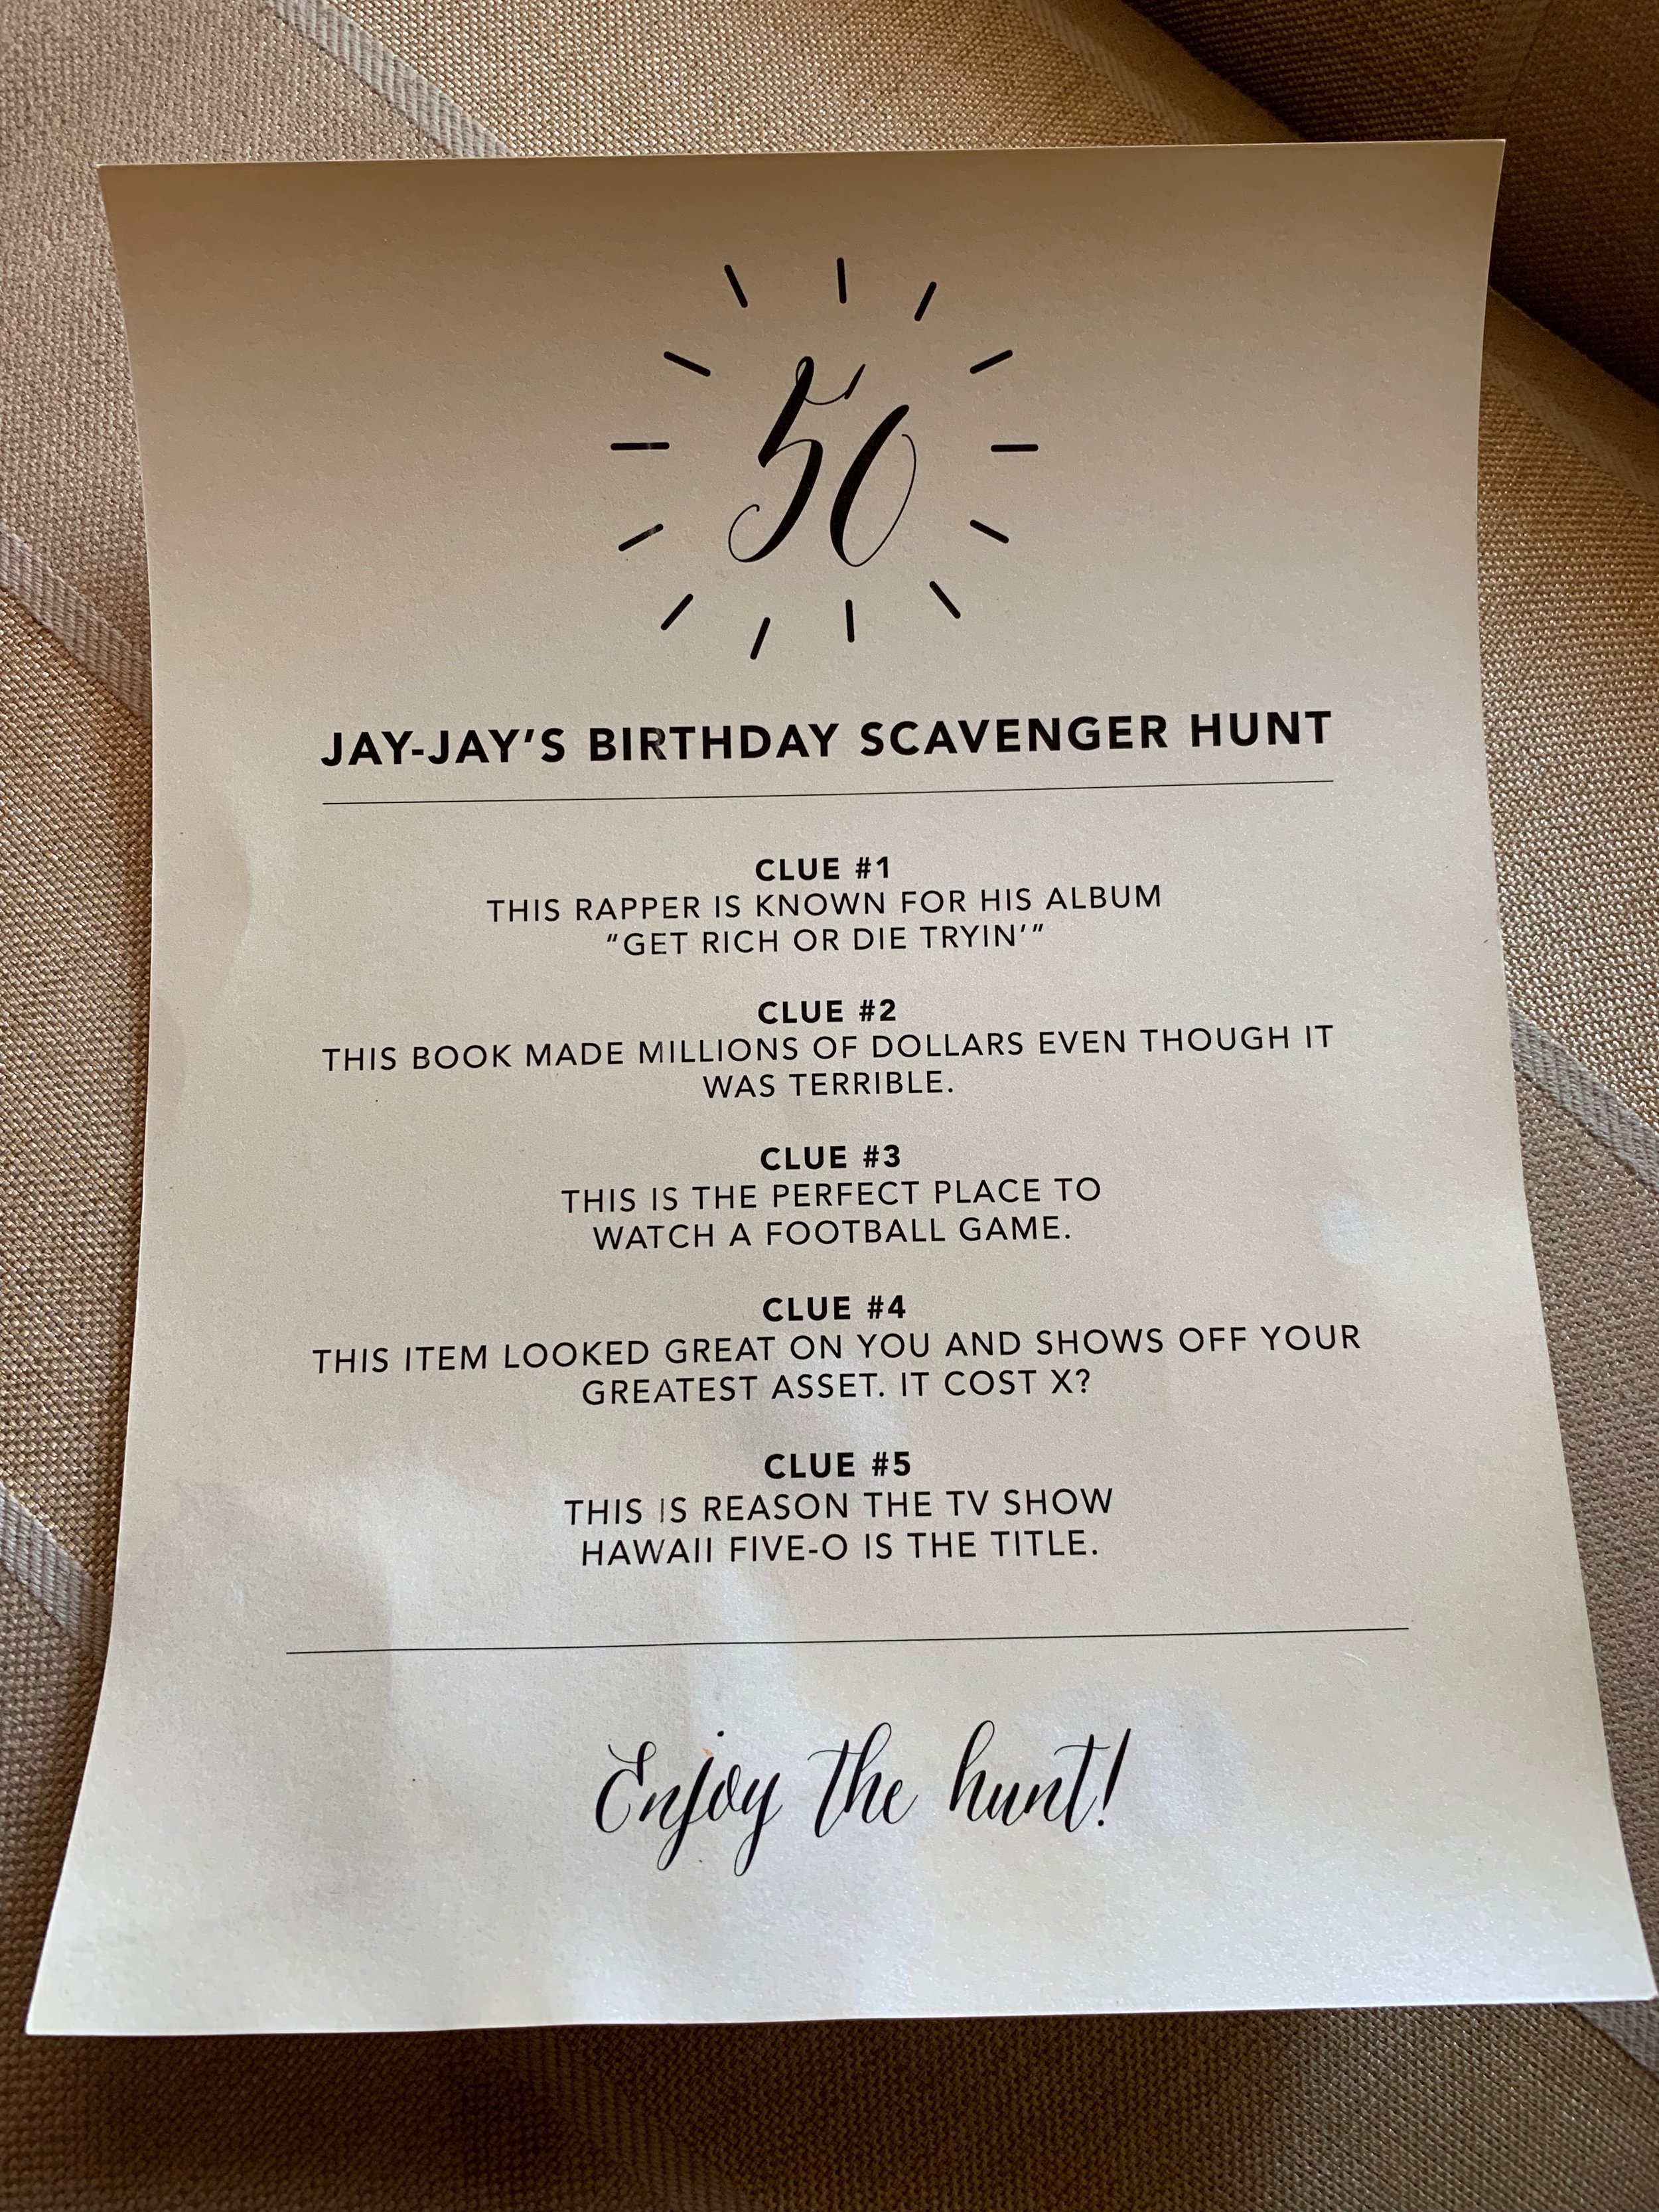 50
JAY-JAY'S BIRTHDAY SCAVENGER HUNT
CLUE #1
THIS RAPPER IS KNOWN FOR HIS ALBUM
"GET RICH OR DIE TRYIN'"
CLUE #2
THIS BOOK MADE MILLIONS OF DOLLARS EVEN THOUGH IT
WAS TERRIBLE.
CLUE #3
THIS IS THE PERFECT PLACE TO
WATCH A FOOTBALL GAME.
CLUE #4
THIS ITEM LOOKED GREAT ON YOU AND SHOWS OFF YOUR
GREATEST ASSET. IT COST X?
CLUE #5
THIS IS REASON THE TV SHOW
HAWAII FIVE-O IS THE TITLE.
Enjoy the hunt!